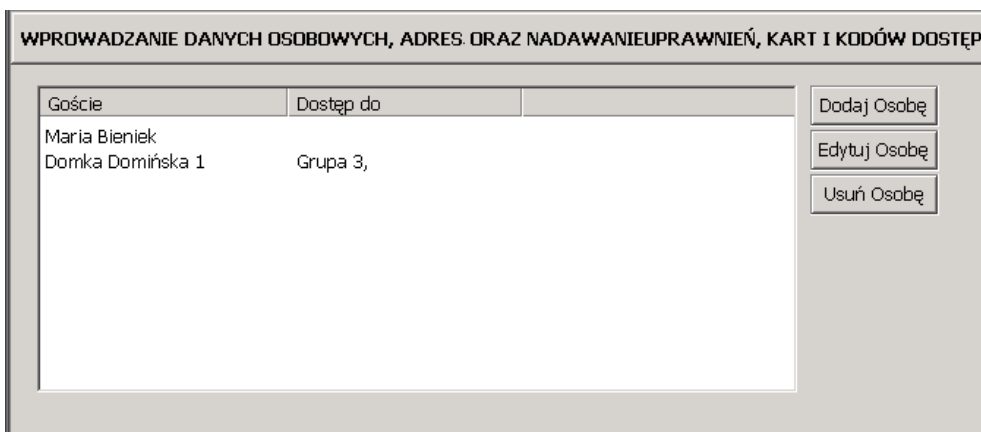 WPROWADZANIE DANYCH OSOBOWYCH, ADRES ORAZ NADAWANIEUPRAWNIEŃ, KART I KODÓW DOSTĘP
Goście Dostęp do
Maria Bieniek
Domka Domińska 1 Grupa 3,
Dodaj Osobę
Edytuj Osobę
Usuń Osobę